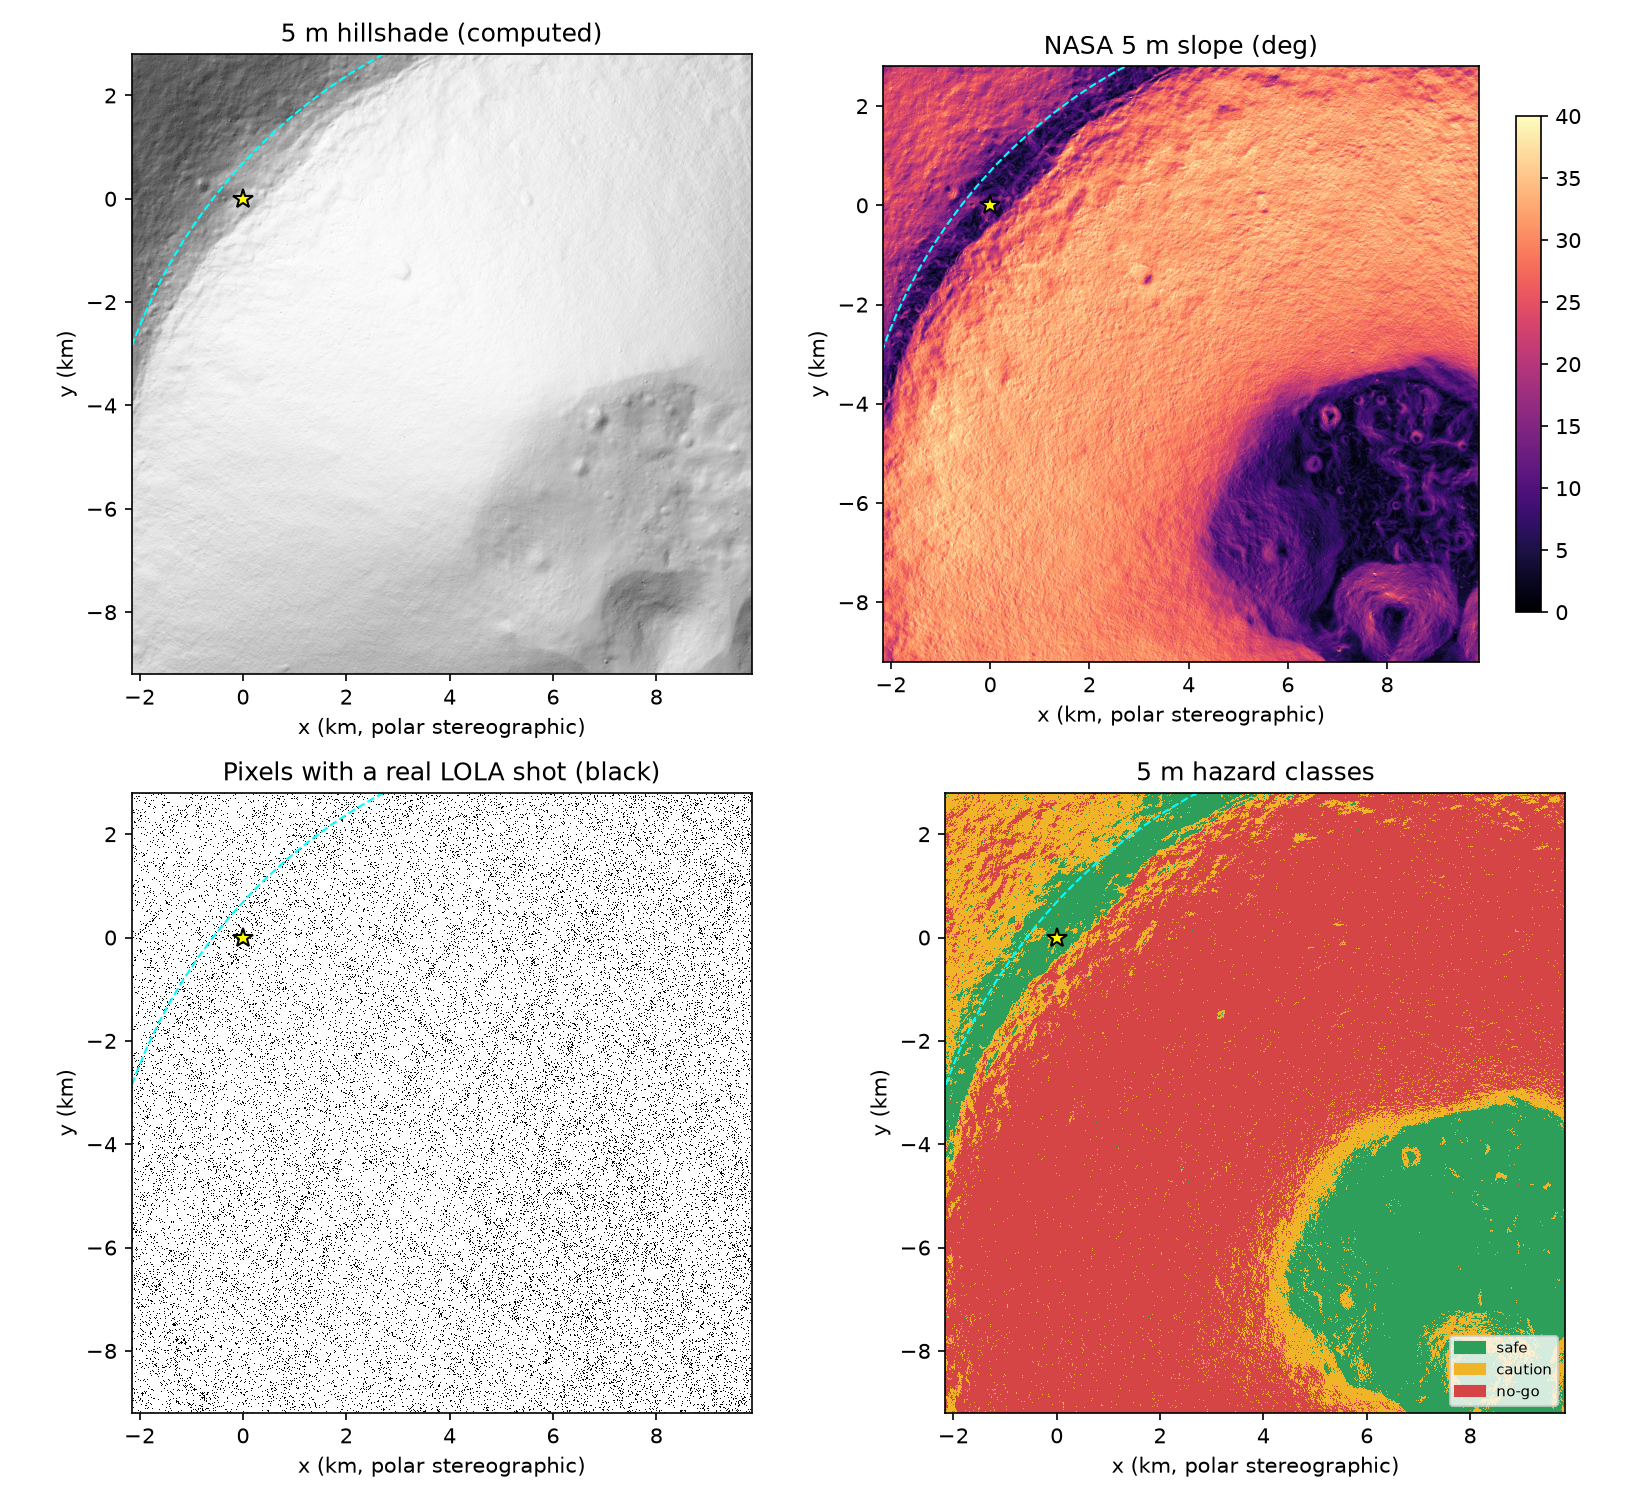 5 m hillshade (computed)
2
0
−2
−4
−6
−8
y (km)
−2 0 2 4 6 8
x (km, polar stereographic)
NASA 5 m slope (deg)
2
0
−2
−4
−6
−8
y (km)
−2 0 2 4 6 8
x (km, polar stereographic)
40
35
30
25
20
15
10
5
0
Pixels with a real LOLA shot (black)
2
0
−2
−4
−6
−8
y (km)
−2 0 2 4 6 8
x (km, polar stereographic)
5 m hazard classes
2
0
−2
−4
−6
−8
y (km)
safe
caution
no-go
−2 0 2 4 6 8
x (km, polar stereographic)